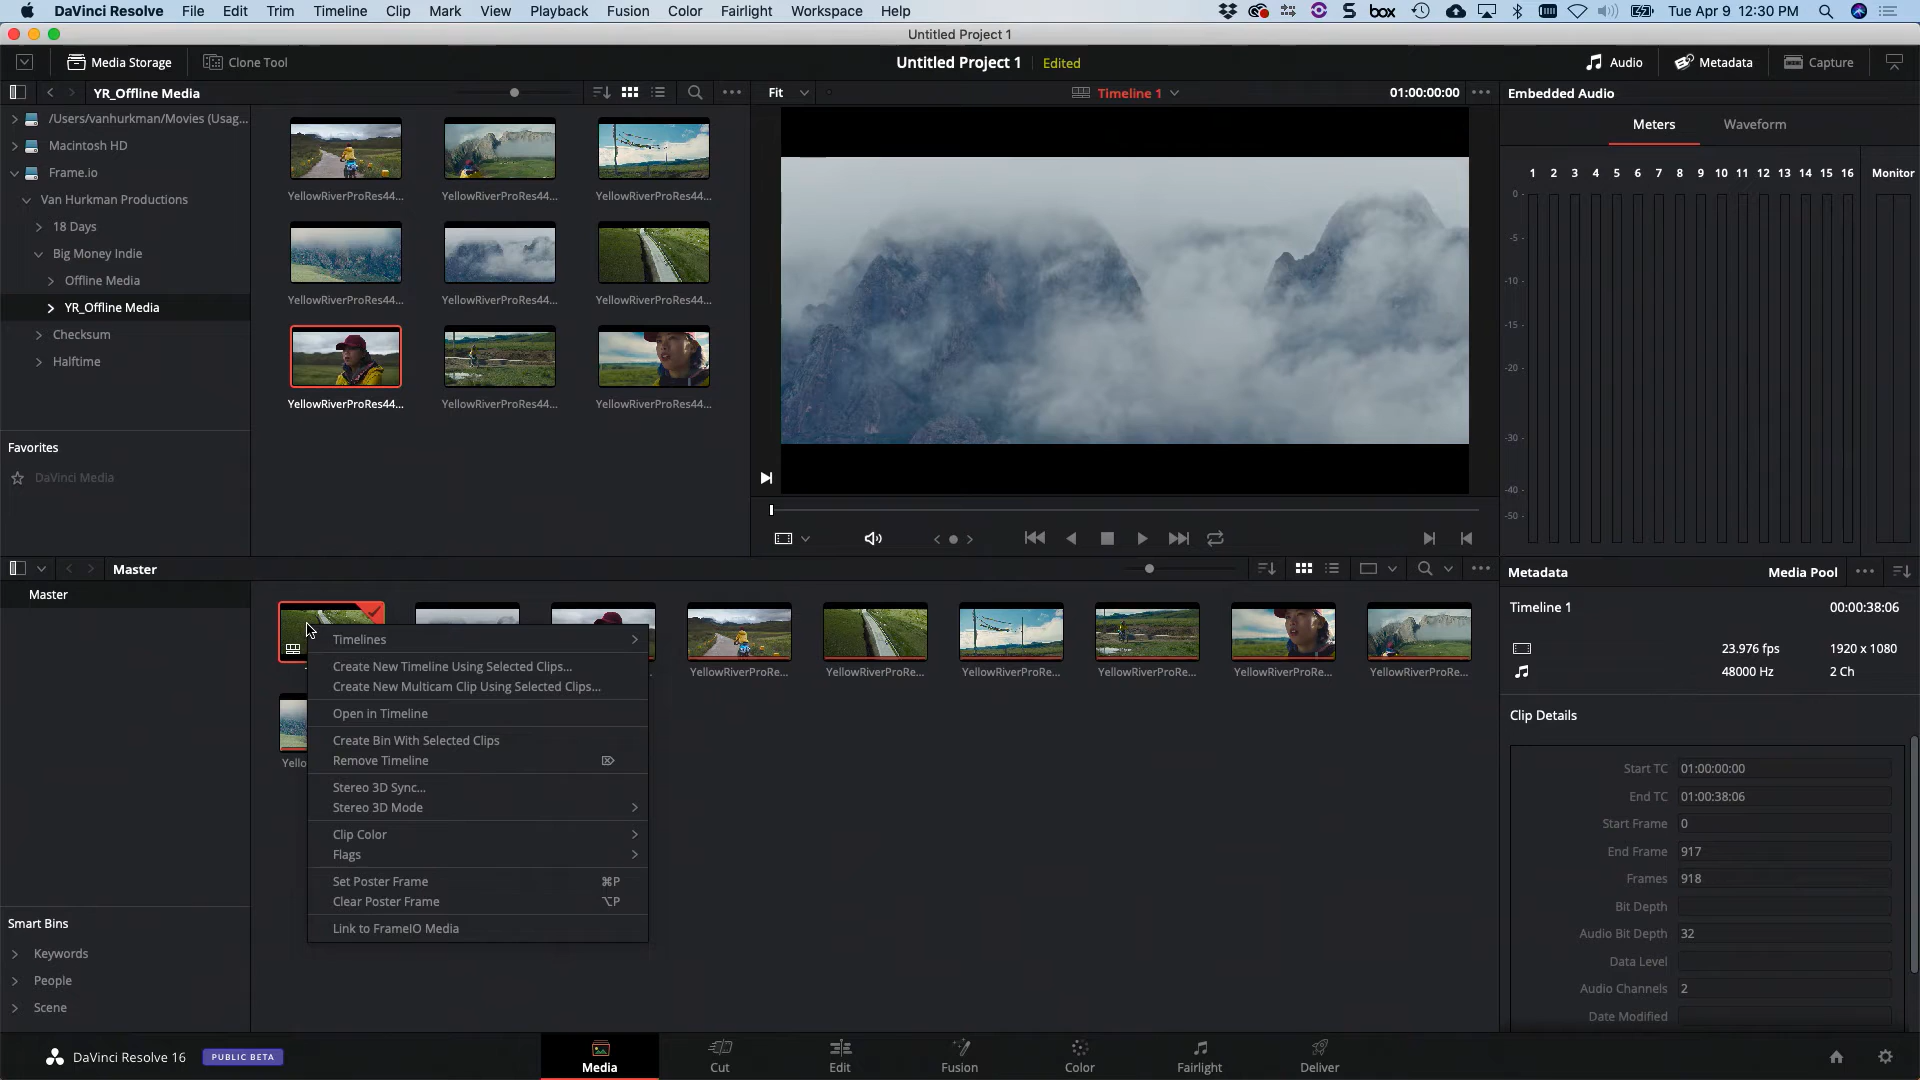 DaVinci Resolve File Edit Trim Timeline Clip Mark View Playback Fusion Color Fairlight Workspace Help
box
Tue Apr 9 12:30 PM
Untitled Project 1
Media Storage
Clone Tool
Untitled Project 1
Edited
Audio
Metadata
Capture
YR_Offline Media
Fit
Timeline 1
01:00:00:00
Embedded Audio
/Users/vanhurkman/Movies (Usag...
Macintosh HD
Frame.io
Van Hurkman Productions
18 Days
Big Money Indie
Offline Media
YR_Offline Media
Checksum
Halftime
Favorites
DaVinci Media
YellowRiverProRes44...
YellowRiverProRes44...
YellowRiverProRes44...
YellowRiverProRes44...
YellowRiverProRes44...
YellowRiverProRes44...
YellowRiverProRes44...
YellowRiverProRes44...
YellowRiverProRes44...
Meters
Waveform
1 2 3 4 5 6 7 8 9 10 11 12 13 14 15 16 Monitor
0-
-5-
-10-
-15-
-20-
-30-
-40-
-50-
Master
Master
Smart Bins
Keywords
People
Scene
Timelines
Create New Timeline Using Selected Clips...
Create New Multicam Clip Using Selected Clips...
Open in Timeline
Create Bin With Selected Clips
Remove Timeline ⌦
Stereo 3D Sync...
Stereo 3D Mode
Clip Color
Flags
Set Poster Frame ⌘P
Clear Poster Frame ⌥P
Link to FrameIO Media
Yello
YellowRiverProRe...
YellowRiverProRe...
YellowRiverProRe...
YellowRiverProRe...
YellowRiverProRe...
YellowRiverProRe...
Metadata
Media Pool
Timeline 1
00:00:38:06
23.976 fps
1920 x 1080
48000 Hz
2 Ch
Clip Details
Start TC 01:00:00:00
End TC 01:00:38:06
Start Frame 0
End Frame 917
Frames 918
Bit Depth
Audio Bit Depth 32
Data Level
Audio Channels 2
Date Modified
DaVinci Resolve 16
PUBLIC BETA
Media
Cut
Edit
Fusion
Color
Fairlight
Deliver